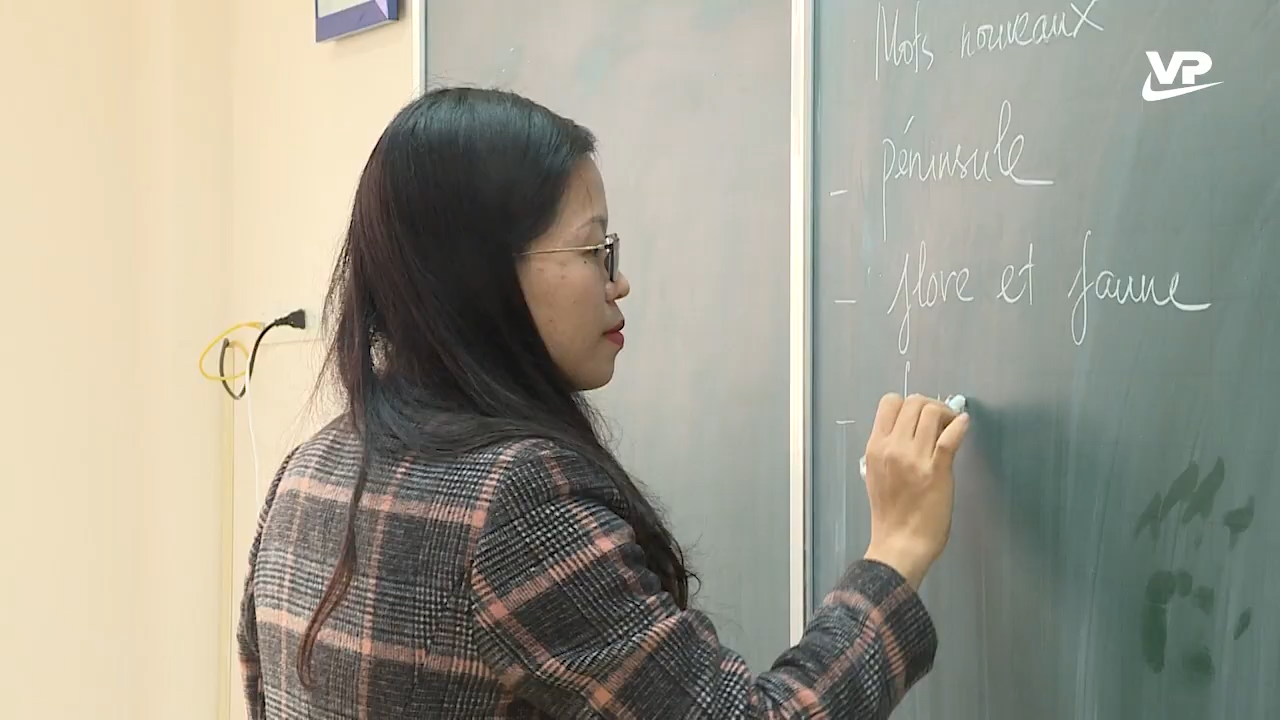 VP
Mots nouveaux
- péninsule
- flore et faune
-